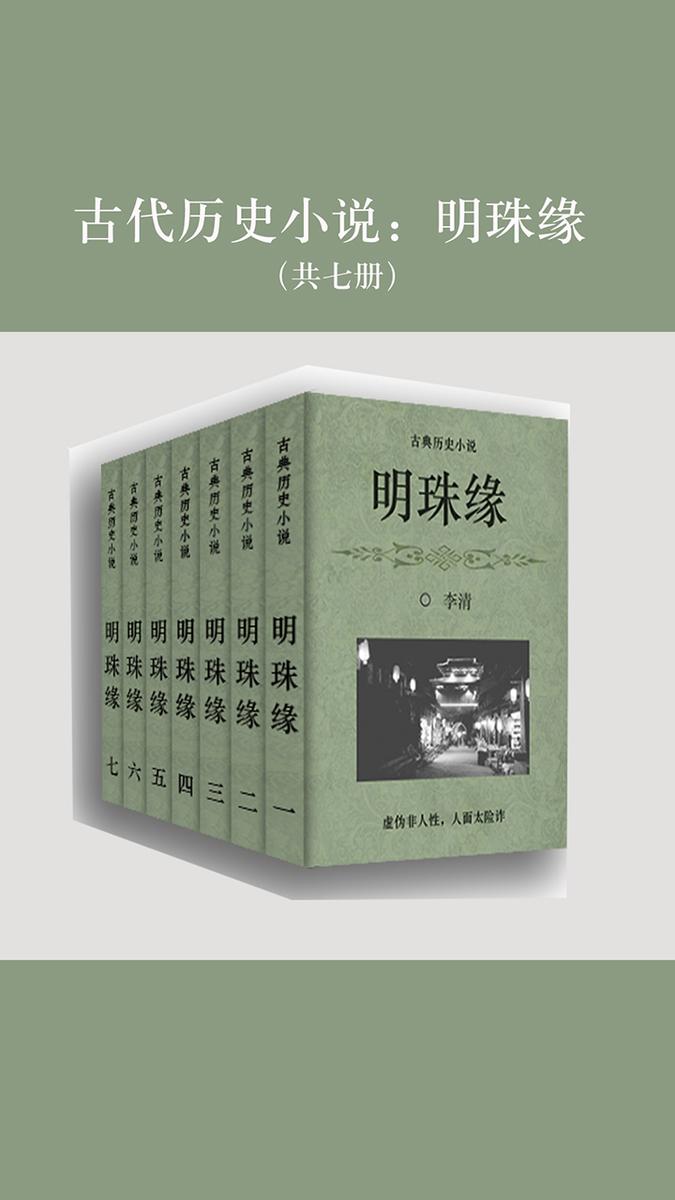 古代历史小说：明珠缘
（共七册）
古典历史小说
明珠缘
李清
虚伪非人性，人面太险诈
古典历史小说 明珠缘 一
古典历史小说 明珠缘 二
古典历史小说 明珠缘 三
古典历史小说 明珠缘 四
古典历史小说 明珠缘 五
古典历史小说 明珠缘 六
古典历史小说 明珠缘 七